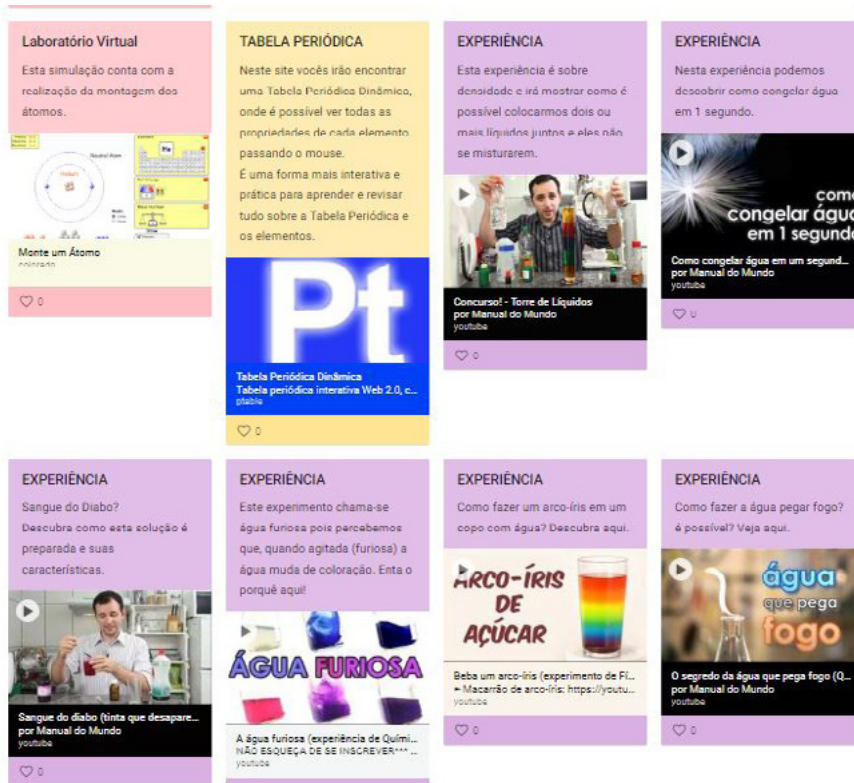 Laboratório Virtual
Esta simulação conta com a
realização da montagem dos
átomos.
Neutral Atom
Helium
He
Monte um Átomo
colorado
0
TABELA PERIÓDICA
Neste site vocês irão encontrar
uma Tabela Periódica Dinâmica,
onde é possível ver todas as
propriedades de cada elemento
passando o mouse.
É uma forma mais interativa e
prática para aprender e revisar
tudo sobre a Tabela Periódica e
os elementos.
Pt
Tabela Periódica Dinâmica
Tabela periódica interativa Web 2.0, c...
ptable
0
EXPERIÊNCIA
Esta experiência é sobre
densidade e irá mostrar como é
possível colocarmos dois ou
mais líquidos juntos e eles não
se misturarem.
Concurso! - Torre de Líquidos
por Manual do Mundo
youtube
0
EXPERIÊNCIA
Nesta experiência podemos
descobrir como congelar água
em 1 segundo.
como
congelar água
em 1 segundo
Como congelar água em um segund...
por Manual do Mundo
youtube
0
EXPERIÊNCIA
Sangue do Diabo?
Descubra como esta solução é
preparada e suas
características.
Sangue do diabo (tinta que desapare...
por Manual do Mundo
youtube
0
EXPERIÊNCIA
Este experimento chama-se
água furiosa pois percebemos
que, quando agitada (furiosa) a
água muda de coloração. Enta o
porquê aqui!
ÁGUA FURIOSA
A água furiosa (experiência de Quími...
NÃO ESQUEÇA DE SE INSCREVER*** ...
youtube
EXPERIÊNCIA
Como fazer um arco-íris em um
copo com água? Descubra aqui.
ARCO-ÍRIS
DE
AÇÚCAR
Beba um arco-íris (experimento de Fí...
► Macarrão de arco-íris: https://youtu...
youtube
0
EXPERIÊNCIA
Como fazer a água pegar fogo?
é possível? Veja aqui.
água
que pega
fogo
O segredo da água que pega fogo (Q...
por Manual do Mundo
youtube
0